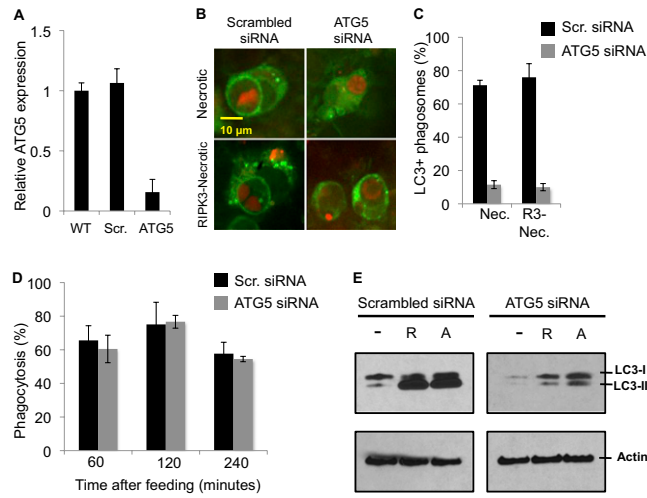 A
Relative ATG5 expression
1.5
1
0.5
0
WT Scr. ATG5
B
Scrambled siRNA
ATG5 siRNA
Necrotic
10 µm
RIPK3-Necrotic
C
Scr. siRNA
ATG5 siRNA
LC3+ phagosomes (%)
100
80
60
40
20
0
Nec. R3-Nec.
D
Scr. siRNA
ATG5 siRNA
Phagocytosis (%)
100
80
60
40
20
0
60 120 240
Time after feeding (minutes)
E
Scrambled siRNA ATG5 siRNA
- R A - R A
LC3-I
LC3-II
Actin